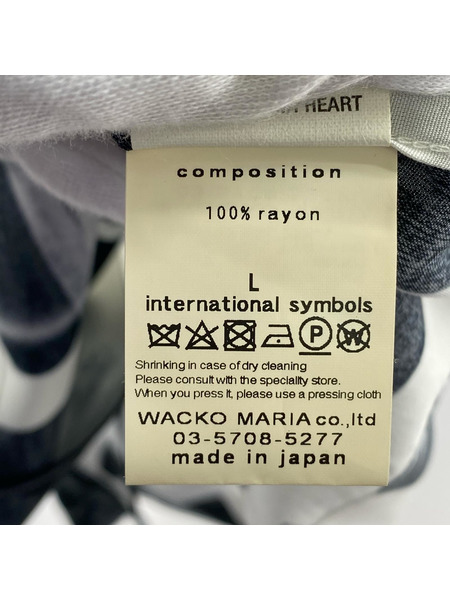 HEART
composition
100% rayon
L
international symbols
P W
Shrinking in case of dry cleaning
Please consult with the speciality store.
When you press it, please use a pressing cloth
WACKO MARIA co.,ltd
03-5708-5277
made in japan